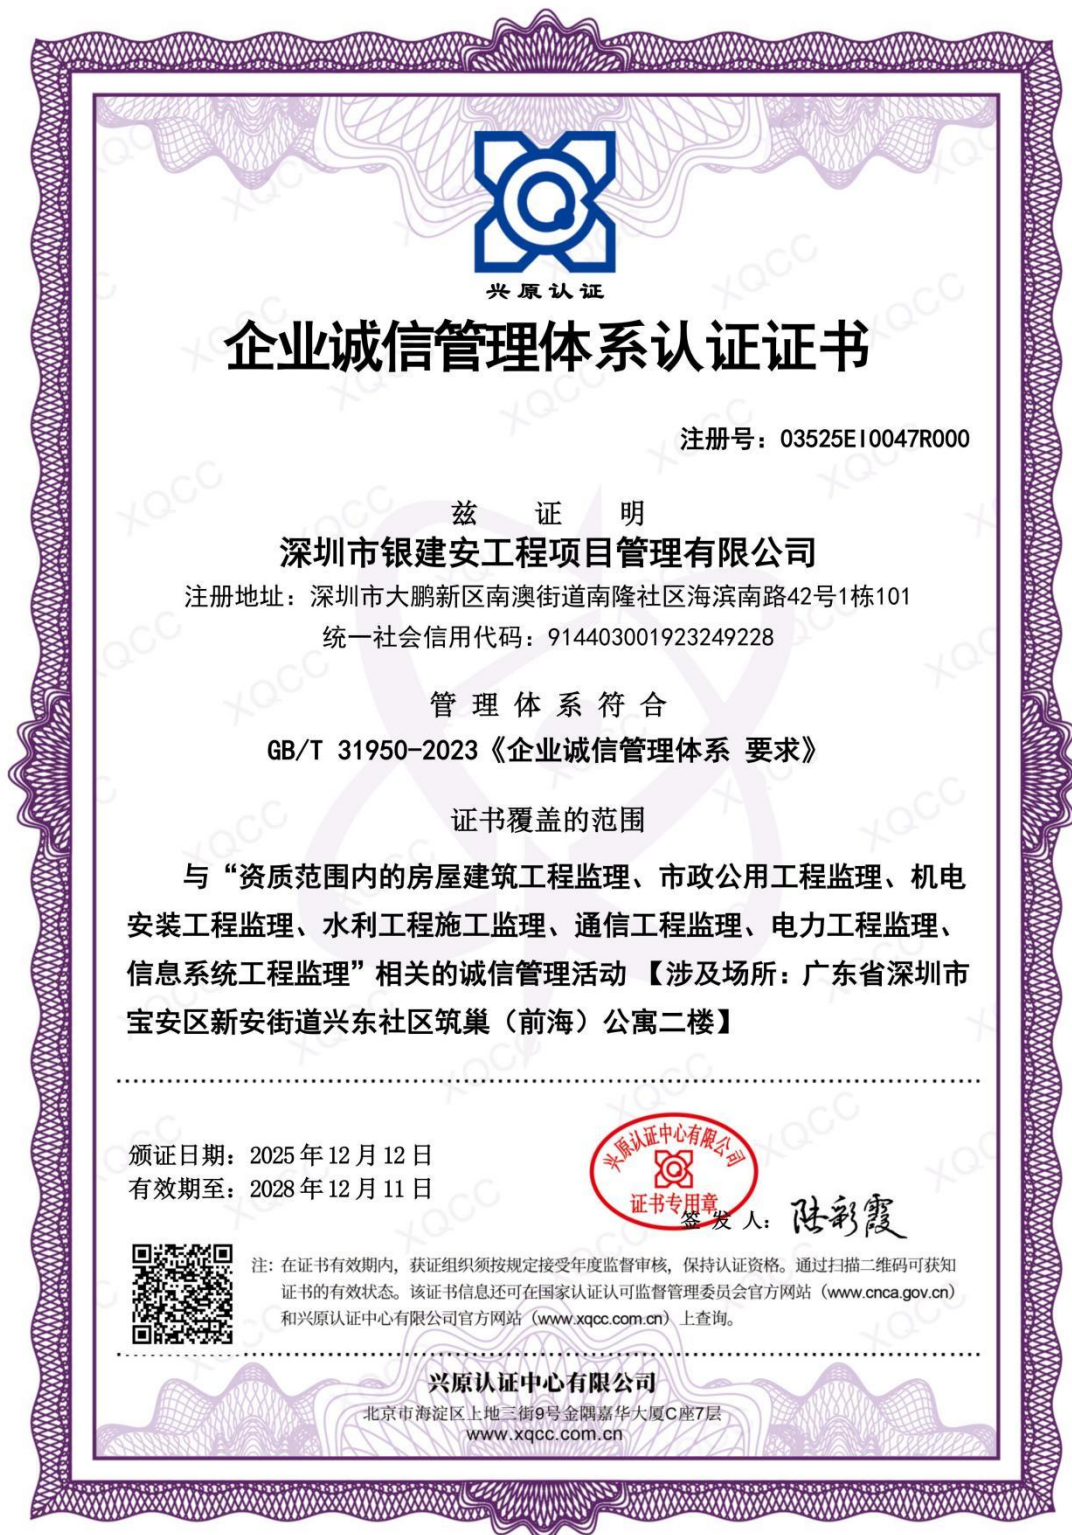 兴原认证
企业诚信管理体系认证证书
注册号：03525EI0047R000
兹 证 明
深圳市银建安工程项目管理有限公司
注册地址：深圳市大鹏新区南澳街道南隆社区海滨南路42号1栋101
统一社会信用代码：914403001923249228
管理体系符合
GB/T 31950-2023《企业诚信管理体系 要求》
证书覆盖的范围
与“资质范围内的房屋建筑工程监理、市政公用工程监理、机电
安装工程监理、水利工程施工监理、通信工程监理、电力工程监理、
信息系统工程监理”相关的诚信管理活动 【涉及场所：广东省深圳市
宝安区新安街道兴东社区筑巢（前海）公寓二楼】
颁证日期：2025年12月12日
有效期至：2028年12月11日
兴原认证中心有限公司
证书专用章
签发人：陆彩霞
注：在证书有效期内，获证组织须按规定接受年度监督审核，保持认证资格。通过扫描二维码可获知
证书的有效状态。该证书信息还可在国家认证认可监督管理委员会官方网站（www.cnca.gov.cn）
和兴原认证中心有限公司官方网站（www.xqcc.com.cn）上查询。
兴原认证中心有限公司
北京市海淀区上地三街9号金隅嘉华大厦C座7层
www.xqcc.com.cn